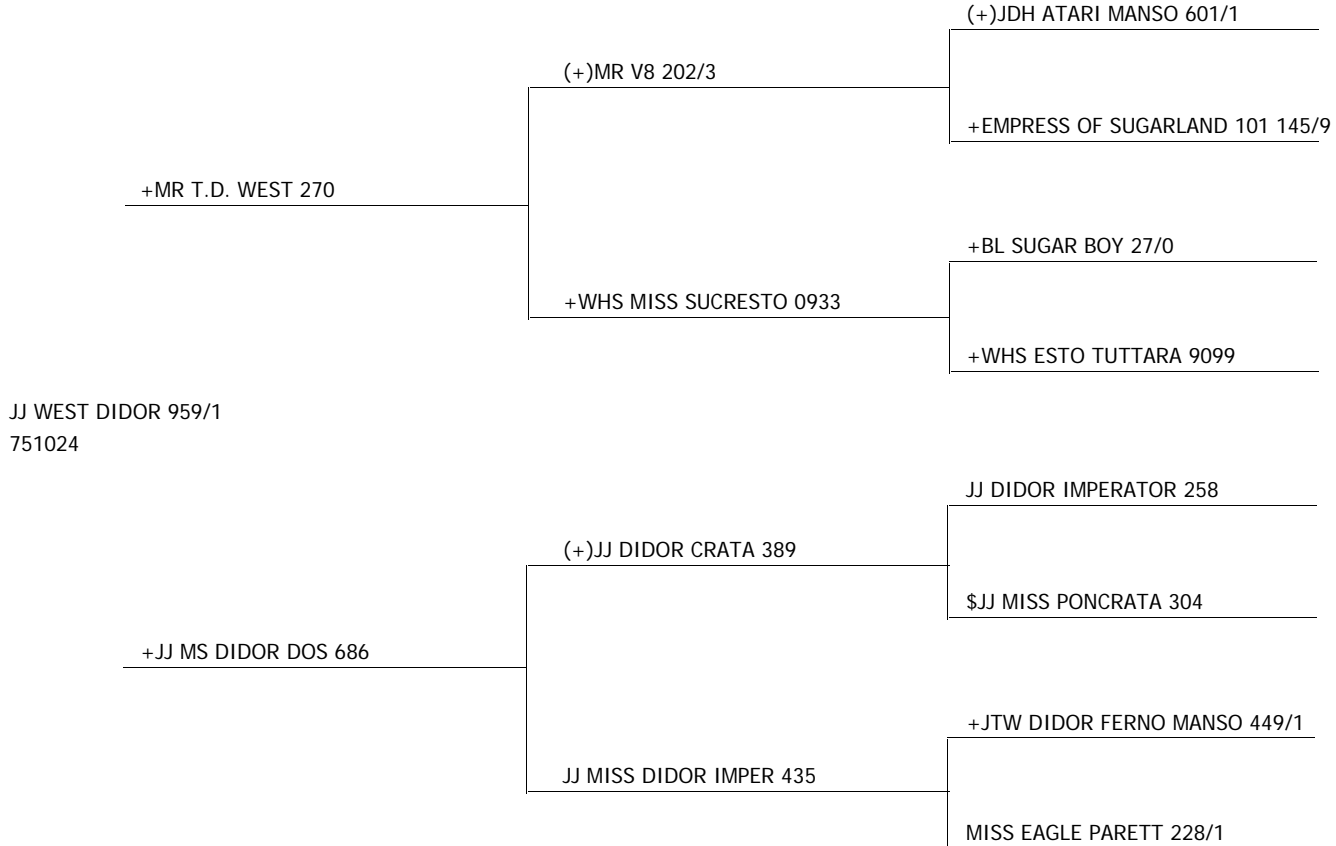 (+)JDH ATARI MANSO 601/1
(+)MR V8 202/3
+EMPRESS OF SUGARLAND 101 145/9
+MR T.D. WEST 270
+BL SUGAR BOY 27/0
+WHS MISS SUCRESTO 0933
+WHS ESTO TUTTARA 9099
JJ WEST DIDOR 959/1
751024
JJ DIDOR IMPERATOR 258
(+)JJ DIDOR CRATA 389
$JJ MISS PONCRATA 304
+JJ MS DIDOR DOS 686
+JTW DIDOR FERNO MANSO 449/1
JJ MISS DIDOR IMPER 435
MISS EAGLE PARETT 228/1